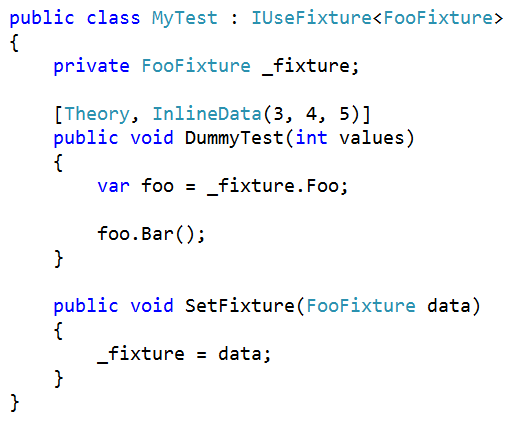 public class MyTest : IUseFixture<FooFixture>
{
    private FooFixture _fixture;

    [Theory, InlineData(3, 4, 5)]
    public void DummyTest(int values)
    {
        var foo = _fixture.Foo;

        foo.Bar();
    }

    public void SetFixture(FooFixture data)
    {
        _fixture = data;
    }
}